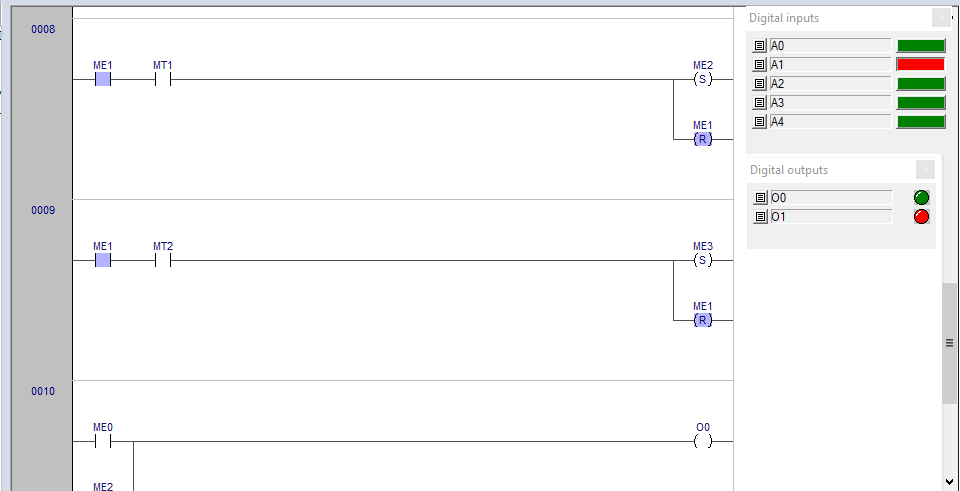 0008
ME1 MT1 ME2
S
ME1
R
0009
ME1 MT2 ME3
S
ME1
R
0010
ME0 O0
ME2
Digital inputs
x
A0
A1
A2
A3
A4
Digital outputs
x
O0
O1